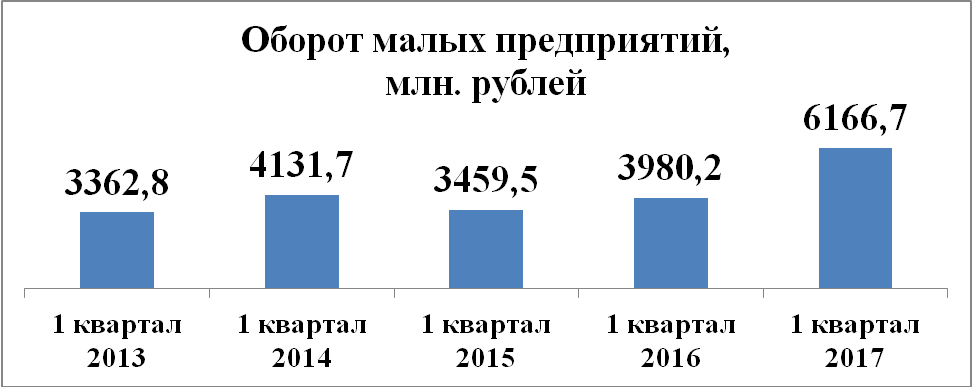 Оборот малых предприятий,
млн. рублей
3362,8
4131,7
3459,5
3980,2
6166,7
1 квартал
2013
1 квартал
2014
1 квартал
2015
1 квартал
2016
1 квартал
2017